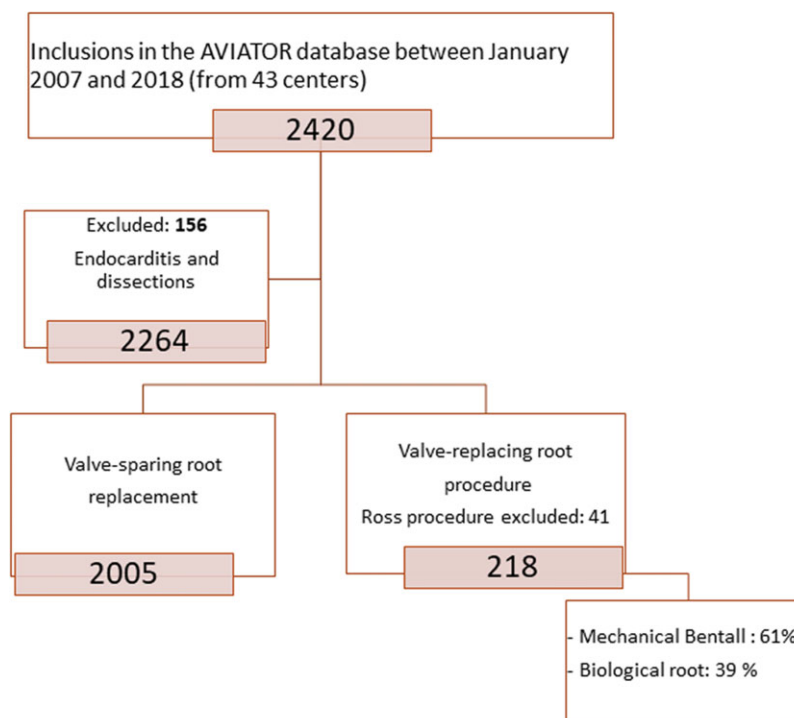 Inclusions in the AVIATOR database between January
2007 and 2018 (from 43 centers)
2420
Excluded: 156
Endocarditis and
dissections
2264
Valve-sparing root
replacement
2005
Valve-replacing root
procedure
Ross procedure excluded: 41
218
- Mechanical Bentall : 61%
- Biological root: 39 %